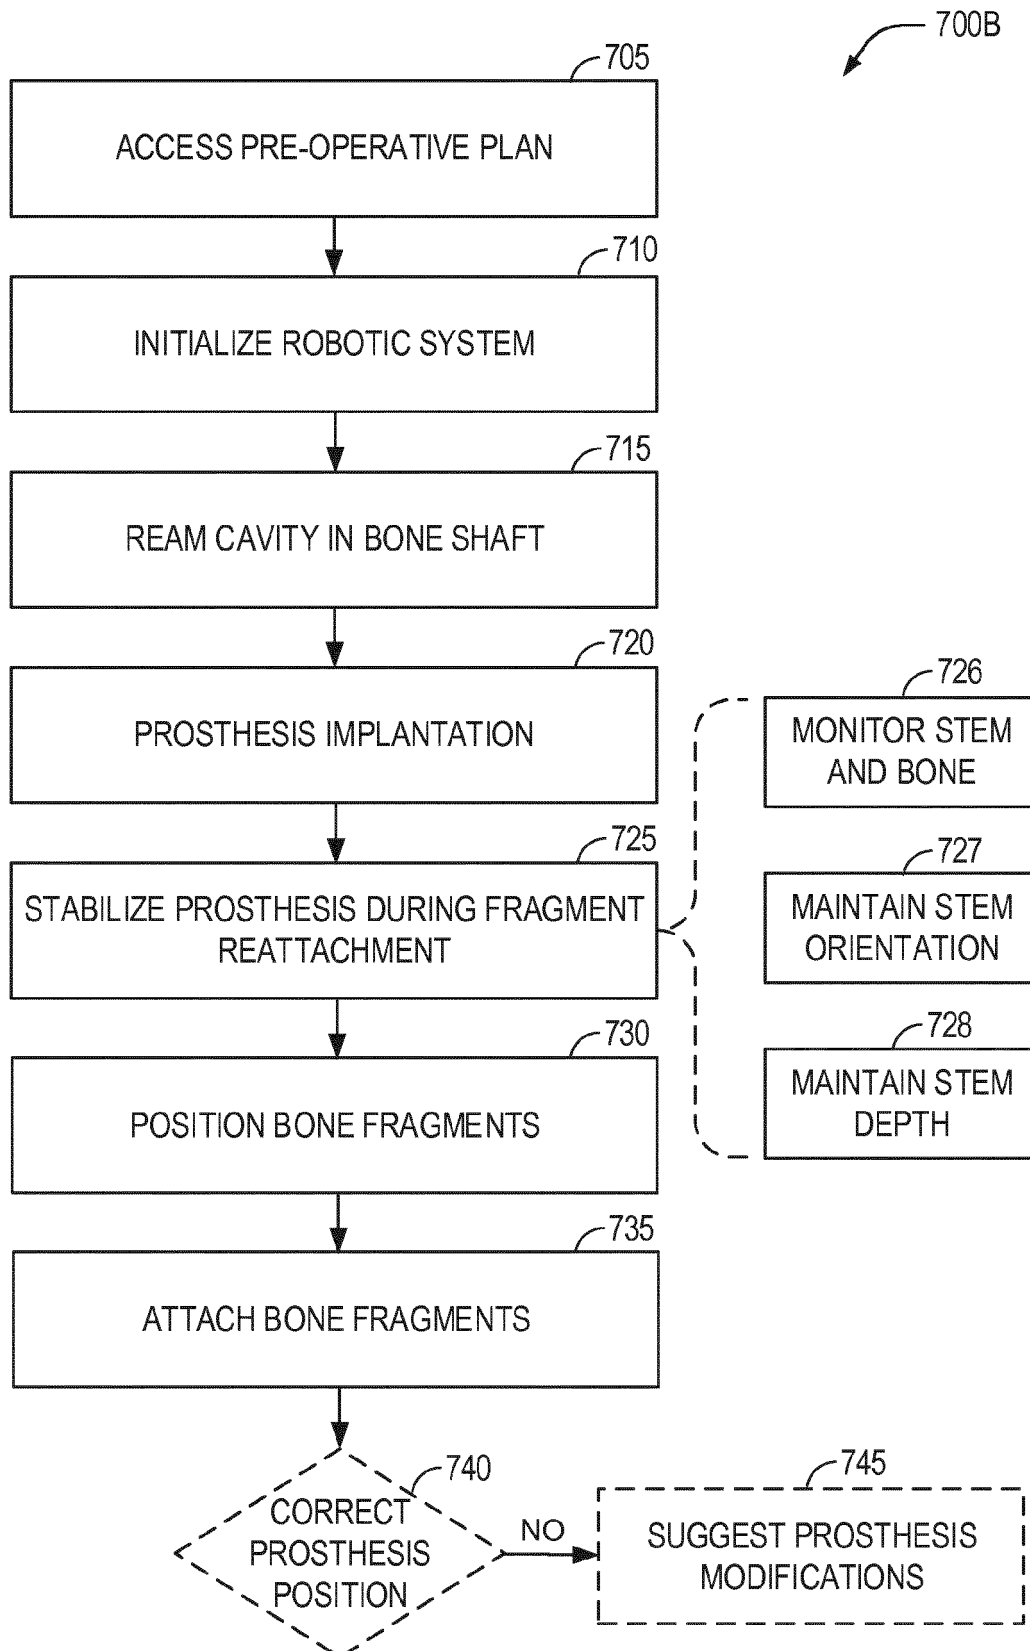 700B
705
ACCESS PRE-OPERATIVE PLAN
710
INITIALIZE ROBOTIC SYSTEM
715
REAM CAVITY IN BONE SHAFT
720
PROSTHESIS IMPLANTATION
725
STABILIZE PROSTHESIS DURING FRAGMENT
REATTACHMENT
726
MONITOR STEM
AND BONE
727
MAINTAIN STEM
ORIENTATION
728
MAINTAIN STEM
DEPTH
730
POSITION BONE FRAGMENTS
735
ATTACH BONE FRAGMENTS
740
CORRECT
PROSTHESIS
POSITION
NO
745
SUGGEST PROSTHESIS
MODIFICATIONS